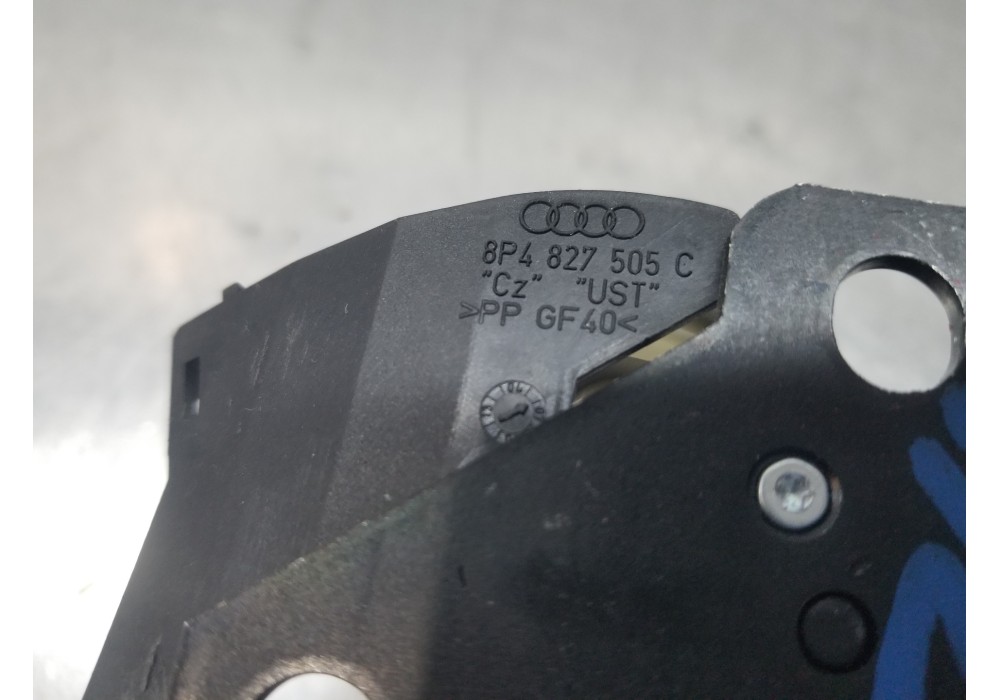 8P4 827 505 C
"Cz" "UST"
>PP GF40<